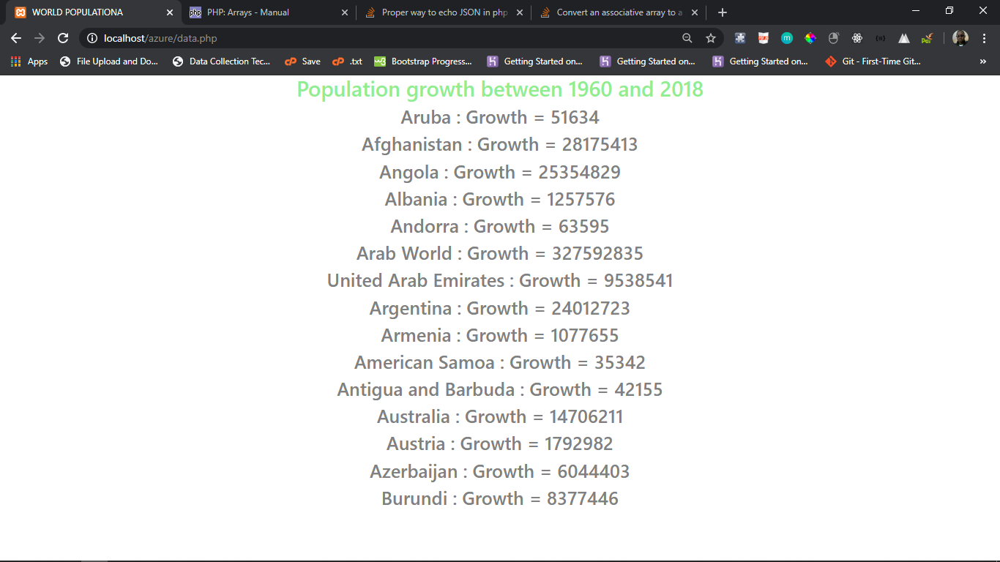 WORLD POPULATIONA
PHP: Arrays - Manual
Proper way to echo JSON in php
Convert an associative array to a
localhost/azure/data.php
Apps
File Upload and Do...
Data Collection Tec...
Save
.txt
Bootstrap Progress...
Getting Started on...
Getting Started on...
Getting Started on...
Git - First-Time Git...
Population growth between 1960 and 2018
Aruba : Growth = 51634
Afghanistan : Growth = 28175413
Angola : Growth = 25354829
Albania : Growth = 1257576
Andorra : Growth = 63595
Arab World : Growth = 327592835
United Arab Emirates : Growth = 9538541
Argentina : Growth = 24012723
Armenia : Growth = 1077655
American Samoa : Growth = 35342
Antigua and Barbuda : Growth = 42155
Australia : Growth = 14706211
Austria : Growth = 1792982
Azerbaijan : Growth = 6044403
Burundi : Growth = 8377446